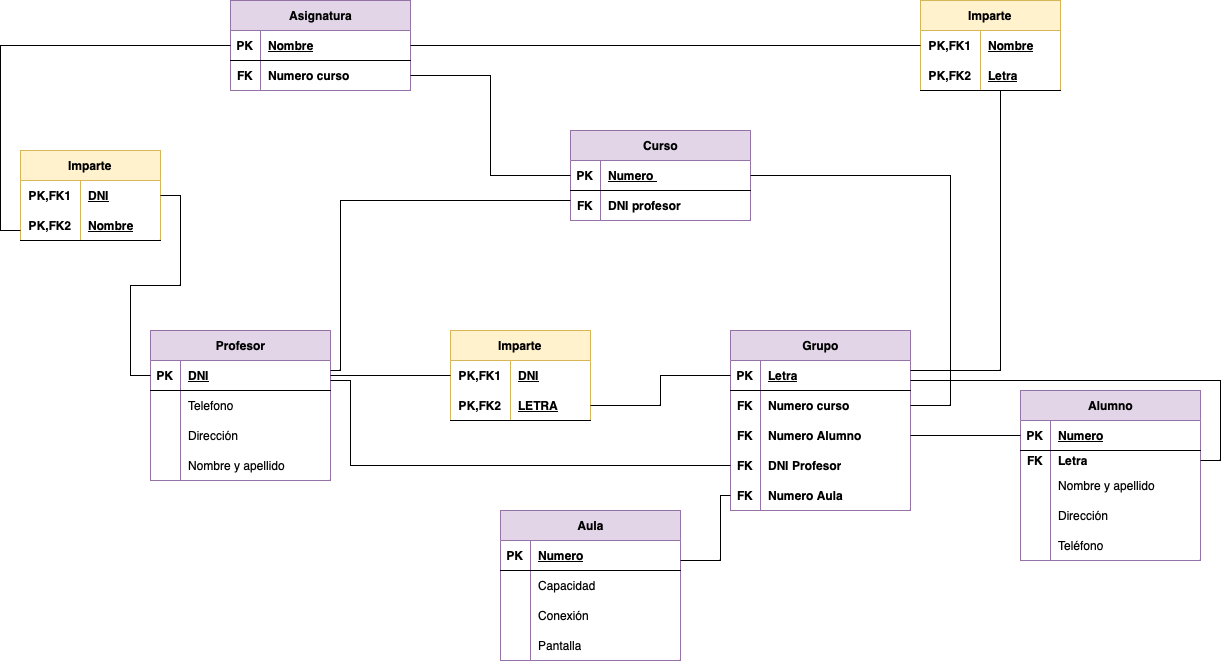 Asignatura
PK Nombre
FK Numero curso
Imparte
PK,FK1 Nombre
PK,FK2 Letra
Curso
PK Numero
FK DNI profesor
Imparte
PK,FK1 DNI
PK,FK2 Nombre
Profesor
PK DNI
Telefono
Dirección
Nombre y apellido
Imparte
PK,FK1 DNI
PK,FK2 LETRA
Grupo
PK Letra
FK Numero curso
FK Numero Alumno
FK DNI Profesor
FK Numero Aula
Alumno
PK Numero
FK Letra
Nombre y apellido
Dirección
Teléfono
Aula
PK Numero
Capacidad
Conexión
Pantalla